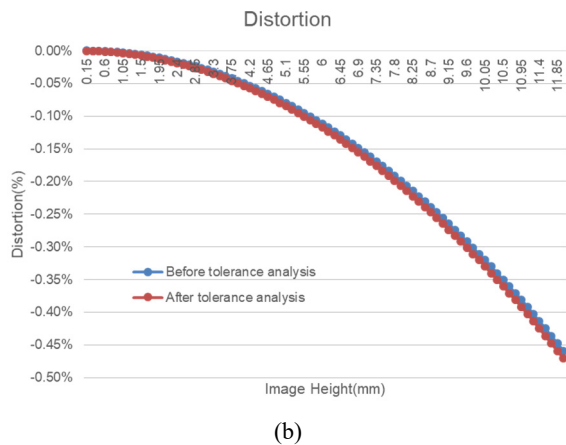 Distortion
0.00%
-0.05%
-0.10%
-0.15%
-0.20%
-0.25%
-0.30%
-0.35%
-0.40%
-0.45%
-0.50%
Distortion(%)
0.15 0.6 1.05 1.5 1.95 4.2 4.65 5.1 5.55 6 6.45 6.9 7.35 7.8 8.25 8.7 9.15 9.6 10.05 10.5 10.95 11.4 11.85
Before tolerance analysis
After tolerance analysis
Image Height(mm)
(b)